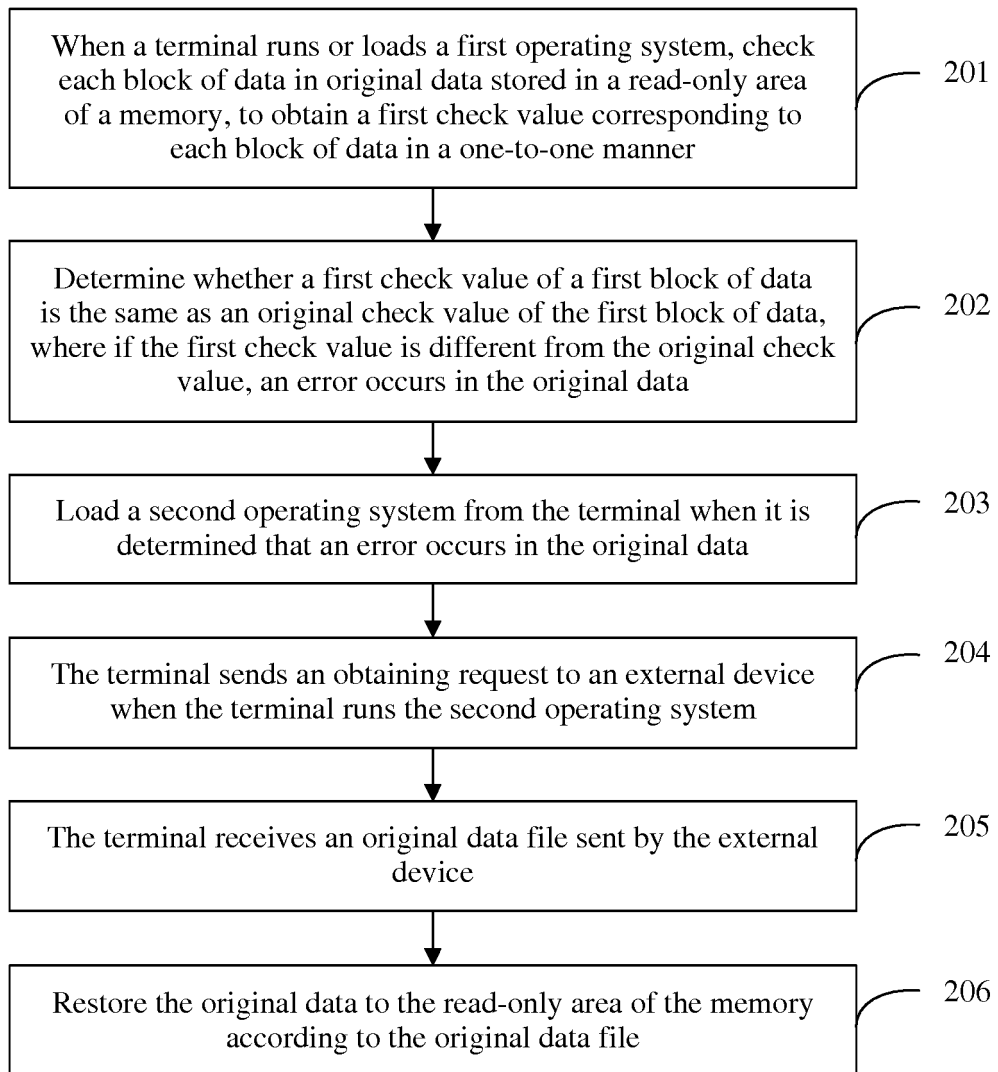 When a terminal runs or loads a first operating system, check
each block of data in original data stored in a read-only area
of a memory, to obtain a first check value corresponding to
each block of data in a one-to-one manner
201
Determine whether a first check value of a first block of data
is the same as an original check value of the first block of data,
where if the first check value is different from the original check
value, an error occurs in the original data
202
Load a second operating system from the terminal when it is
determined that an error occurs in the original data
203
The terminal sends an obtaining request to an external device
when the terminal runs the second operating system
204
The terminal receives an original data file sent by the external
device
205
Restore the original data to the read-only area of the memory
according to the original data file
206